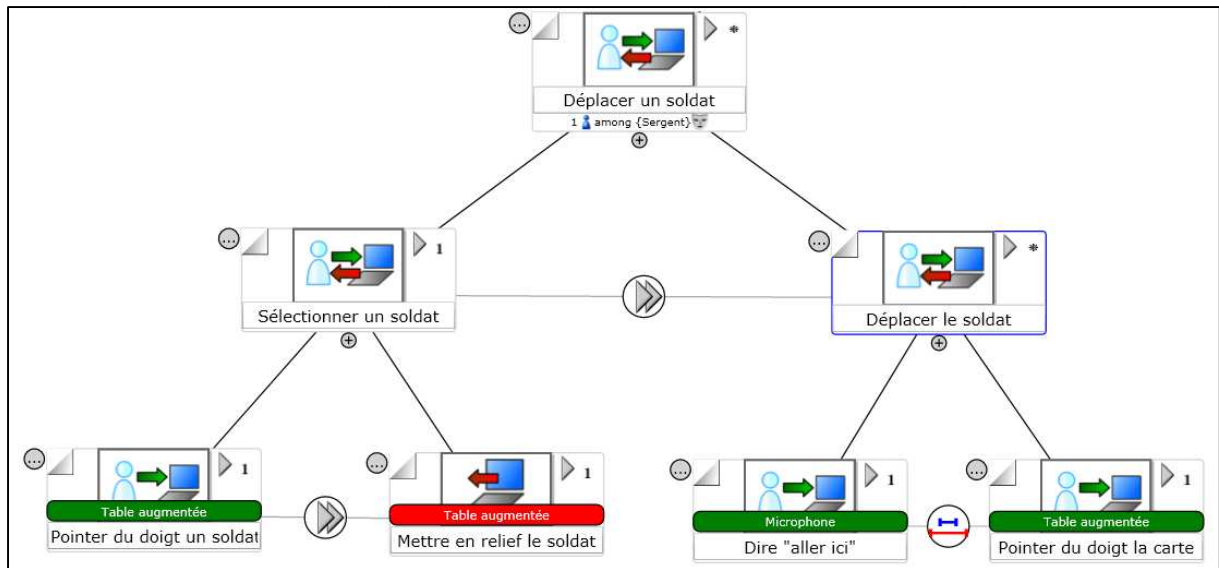 *
Déplacer un soldat
1 among {Sergent}
1
Sélectionner un soldat
*
Déplacer le soldat
1
Table augmentée
Pointer du doigt un soldat
1
Table augmentée
Mettre en relief le soldat
1
Microphone
Dire "aller ici"
1
Table augmentée
Pointer du doigt la carte